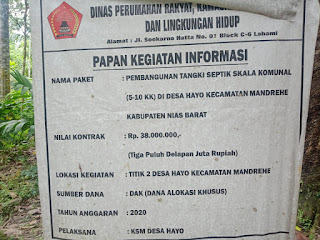 DINAS PERUMAHAN RAKYAT, KAWASAN
DAN LINGKUNGAN HIDUP
Alamat : Jl. Soekarno Hatta No. 01 Block C-6 Lahomi
PAPAN KEGIATAN INFORMASI
NAMA PAKET : PEMBANGUNAN TANGKI SEPTIK SKALA KOMUNAL
(5-10 KK) DI DESA HAYO KECAMATAN MANDREHE
KABUPATEN NIAS BARAT
NILAI KONTRAK : Rp. 38.000.000,-
(Tiga Puluh Delapan Juta Rupiah)
LOKASI KEGIATAN : TITIK 2 DESA HAYO KECAMATAN MANDREHE
SUMBER DANA : DAK (DANA ALOKASI KHUSUS)
TAHUN ANGGARAN : 2020
PELAKSANA : KSM DESA HAYO